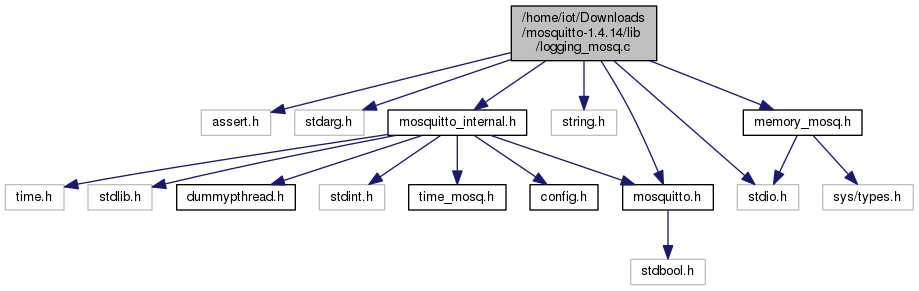 /home/iot/Downloads
/mosquitto-1.4.14/lib
/logging_mosq.c
assert.h
stdarg.h
mosquitto_internal.h
string.h
memory_mosq.h
time.h
stdlib.h
dummypthread.h
stdint.h
time_mosq.h
config.h
mosquitto.h
stdio.h
sys/types.h
stdbool.h